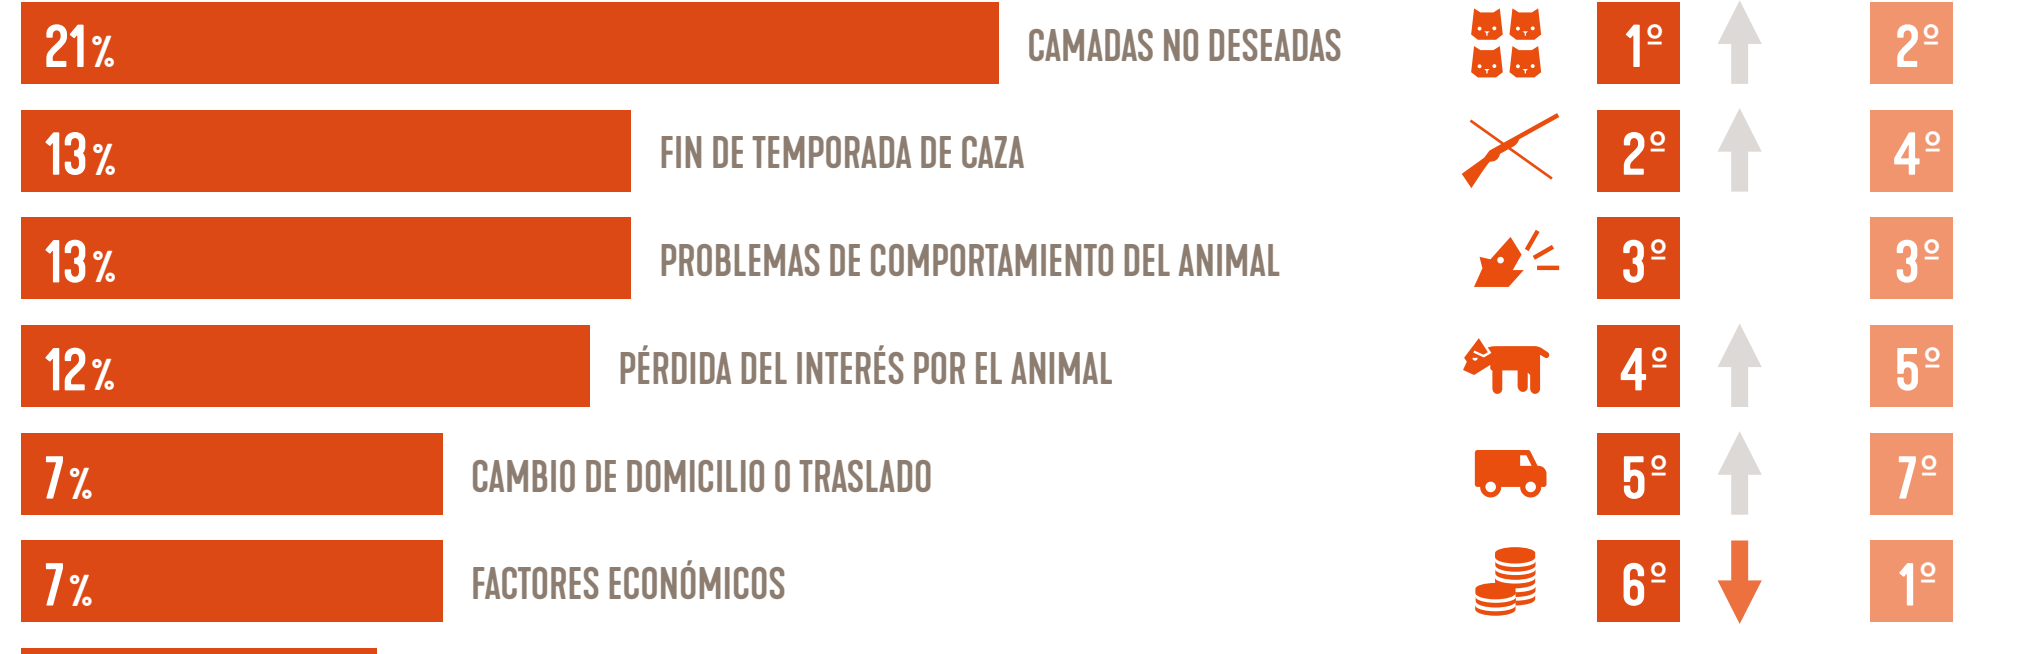 21% CAMADAS NO DESEADAS 1º 2º
13% FIN DE TEMPORADA DE CAZA 2º 4º
13% PROBLEMAS DE COMPORTAMIENTO DEL ANIMAL 3º 3º
12% PÉRDIDA DEL INTERÉS POR EL ANIMAL 4º 5º
7% CAMBIO DE DOMICILIO O TRASLADO 5º 7º
7% FACTORES ECONÓMICOS 6º 1º